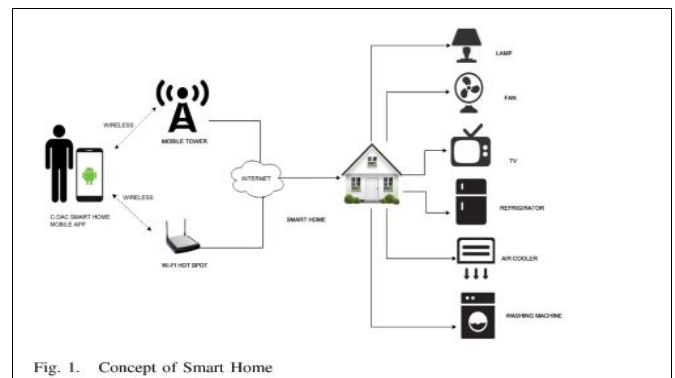 LAMP
FAN
WIRELESS
MOBILE TOWER
TV
INTERNET
WIRELESS
C-DAC SMART HOME
MOBILE APP
SMART HOME
REFRIGIRATOR
WI-FI HOT SPOT
AIR COOLER
WASHING MACHINE
Fig. 1. Concept of Smart Home